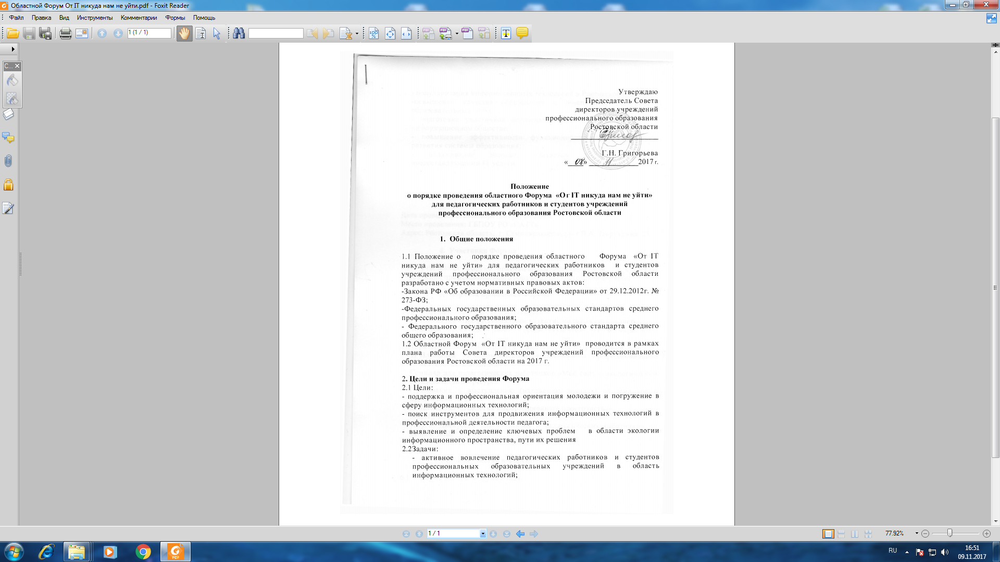 Областной Форум От IT никуда нам не уйти.pdf - Foxit Reader
Файл Правка Вид Инструменты Комментарии Формы Помощь
1 (1 / 1)
С...
Утверждаю
Председатель Совета
директоров учреждений
профессионального образования
Ростовской области
Г.Н. Григорьева
«08» 11 2017 г.
Положение
о порядке проведения областного Форума «От IT никуда нам не уйти»
для педагогических работников и студентов учреждений
профессионального образования Ростовской области
1. Общие положения
1.1 Положение о порядке проведения областного Форума «От IT
никуда нам не уйти» для педагогических работников и студентов
учреждений профессионального образования Ростовской области
разработано с учетом нормативных правовых актов:
-Закона РФ «Об образовании в Российской Федерации» от 29.12.2012г. №
273-ФЗ;
-Федеральных государственных образовательных стандартов среднего
профессионального образования;
- Федерального государственного образовательного стандарта среднего
общего образования;
1.2 Областной Форум «От IT никуда нам не уйти» проводится в рамках
плана работы Совета директоров учреждений профессионального
образования Ростовской области на 2017 г.
2. Цели и задачи проведения Форума
2.1 Цели:
- поддержка и профессиональная ориентация молодежи и погружение в
сферу информационных технологий;
- поиск инструментов для продвижения информационных технологий в
профессиональной деятельности педагога;
- выявление и определение ключевых проблем в области экологии
информационного пространства, пути их решения
2.2Задачи:
- активное вовлечение педагогических работников и студентов
профессиональных образовательных учреждений в область
информационных технологий;
1 / 1
77.92%
RU
16:51
09.11.2017